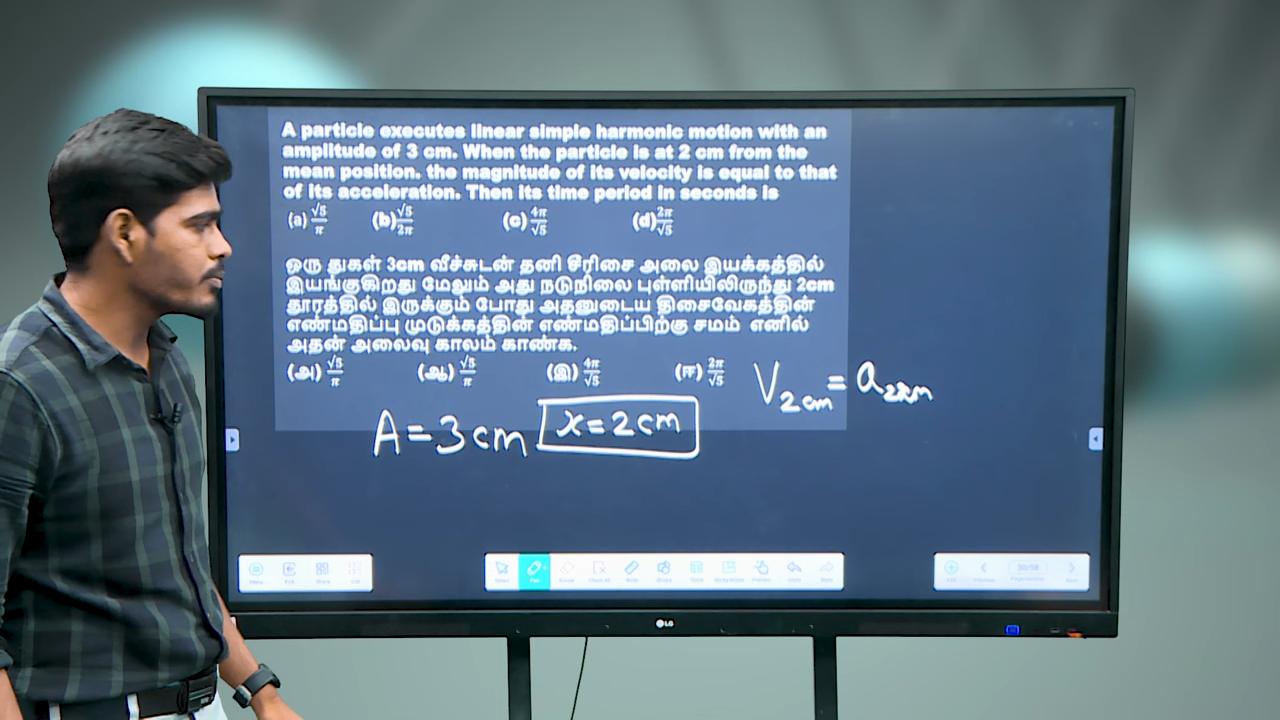 A particle executes linear simple harmonic motion with an
amplitude of 3 cm. When the particle is at 2 cm from the
mean position. the magnitude of its velocity is equal to that
of its acceleration. Then its time period in seconds is
(a) √5/π (b) √5/2π (c) 4π/√5 (d) 2π/√5
ஒரு துகள் 3cm வீச்சுடன் தனி சீரிசை அலை இயக்கத்தில்
இயங்குகிறது மேலும் அது நடுநிலை புள்ளியிலிருந்து 2cm
தூரத்தில் இருக்கும் போது அதனுடைய திசைவேகத்தின்
எண்மதிப்பு முடுக்கத்தின் எண்மதிப்பிற்கு சமம் எனில்
அதன் அலைவு காலம் காண்க.
(அ) √5/π (ஆ) √5/π (இ) 4π/√5 (ஈ) 2π/√5
V2cm = a2cm
A = 3cm x = 2cm
50/58
LG